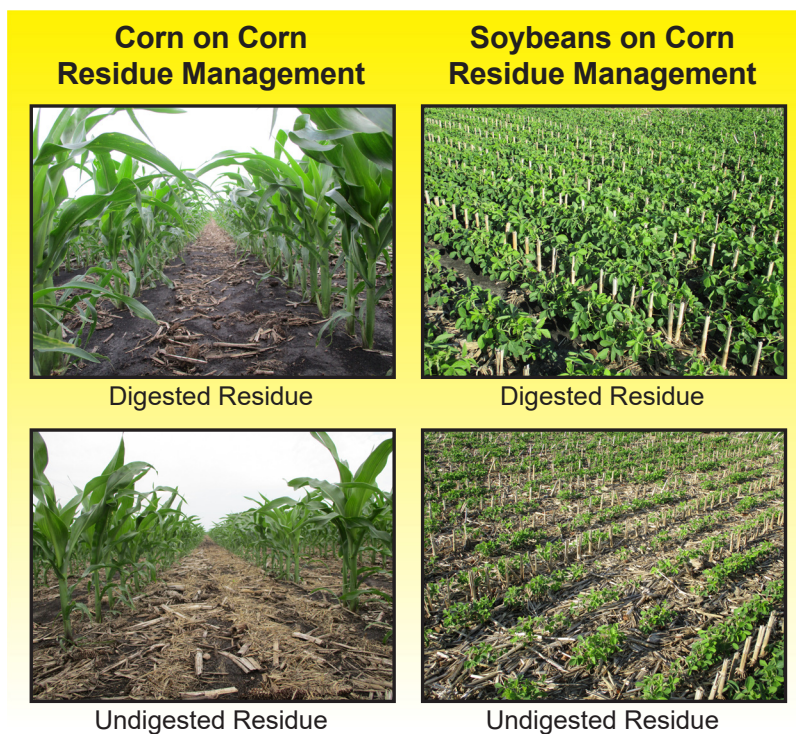 Corn on Corn
Residue Management
Soybeans on Corn
Residue Management
Digested Residue
Digested Residue
Undigested Residue
Undigested Residue